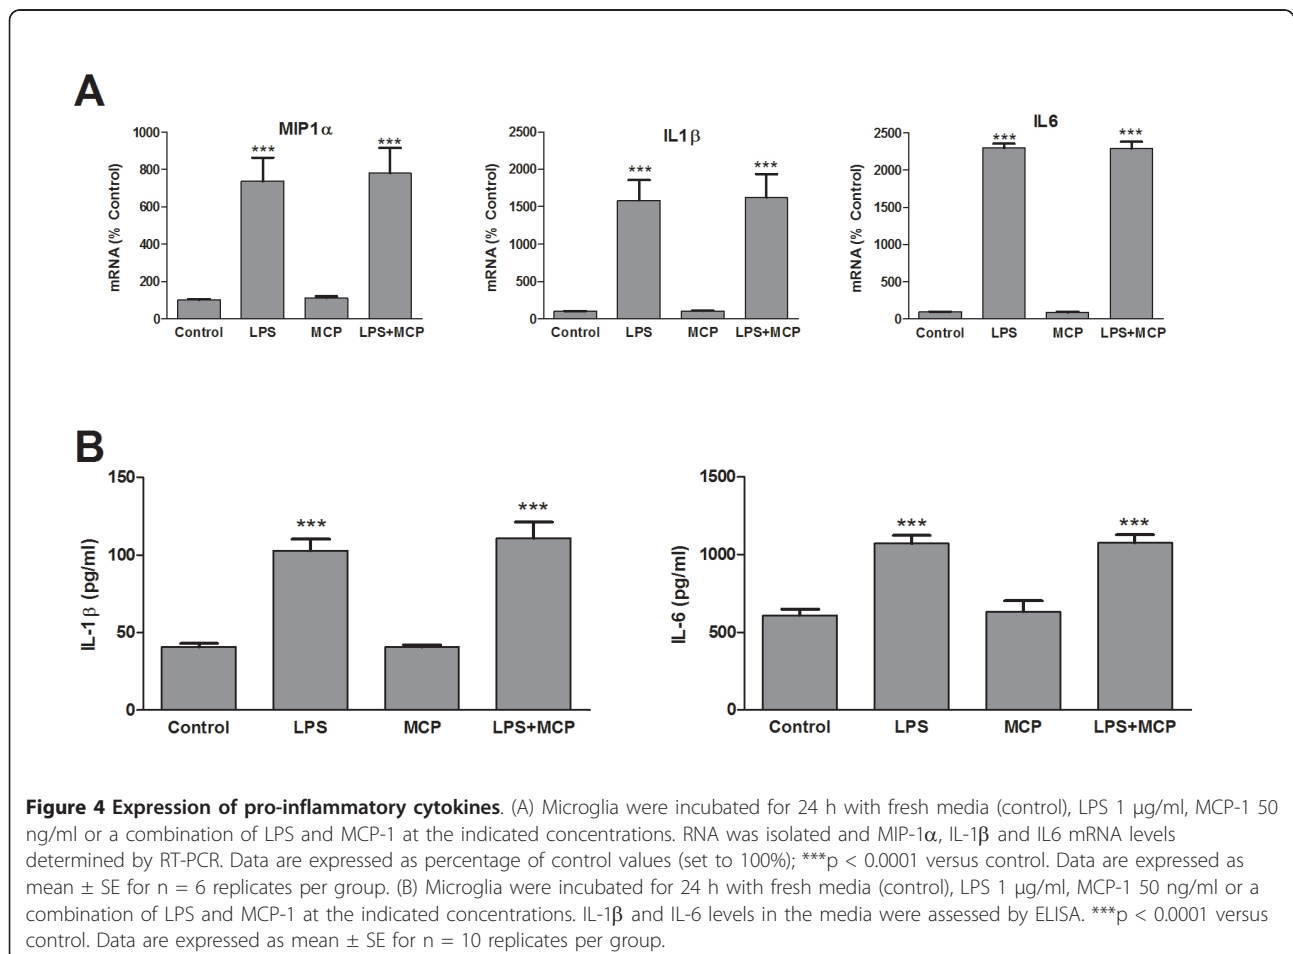 A
MIP1α
mRNA (% Control)
1000
800
600
400
200
0
***
***
Control LPS MCP LPS+MCP
IL1β
mRNA (% Control)
2500
2000
1500
1000
500
0
***
***
Control LPS MCP LPS+MCP
IL6
mRNA (% Control)
2500
2000
1500
1000
500
0
***
***
Control LPS MCP LPS+MCP
B
IL-1β (pg/ml)
150
100
50
0
***
***
Control LPS MCP LPS+MCP
IL-6 (pg/ml)
1500
1000
500
0
***
***
Control LPS MCP LPS+MCP
Figure 4 Expression of pro-inflammatory cytokines. (A) Microglia were incubated for 24 h with fresh media (control), LPS 1 μg/ml, MCP-1 50
ng/ml or a combination of LPS and MCP-1 at the indicated concentrations. RNA was isolated and MIP-1α, IL-1β and IL6 mRNA levels
determined by RT-PCR. Data are expressed as percentage of control values (set to 100%); ***p < 0.0001 versus control. Data are expressed as
mean ± SE for n = 6 replicates per group. (B) Microglia were incubated for 24 h with fresh media (control), LPS 1 μg/ml, MCP-1 50 ng/ml or a
combination of LPS and MCP-1 at the indicated concentrations. IL-1β and IL-6 levels in the media were assessed by ELISA. ***p < 0.0001 versus
control. Data are expressed as mean ± SE for n = 10 replicates per group.